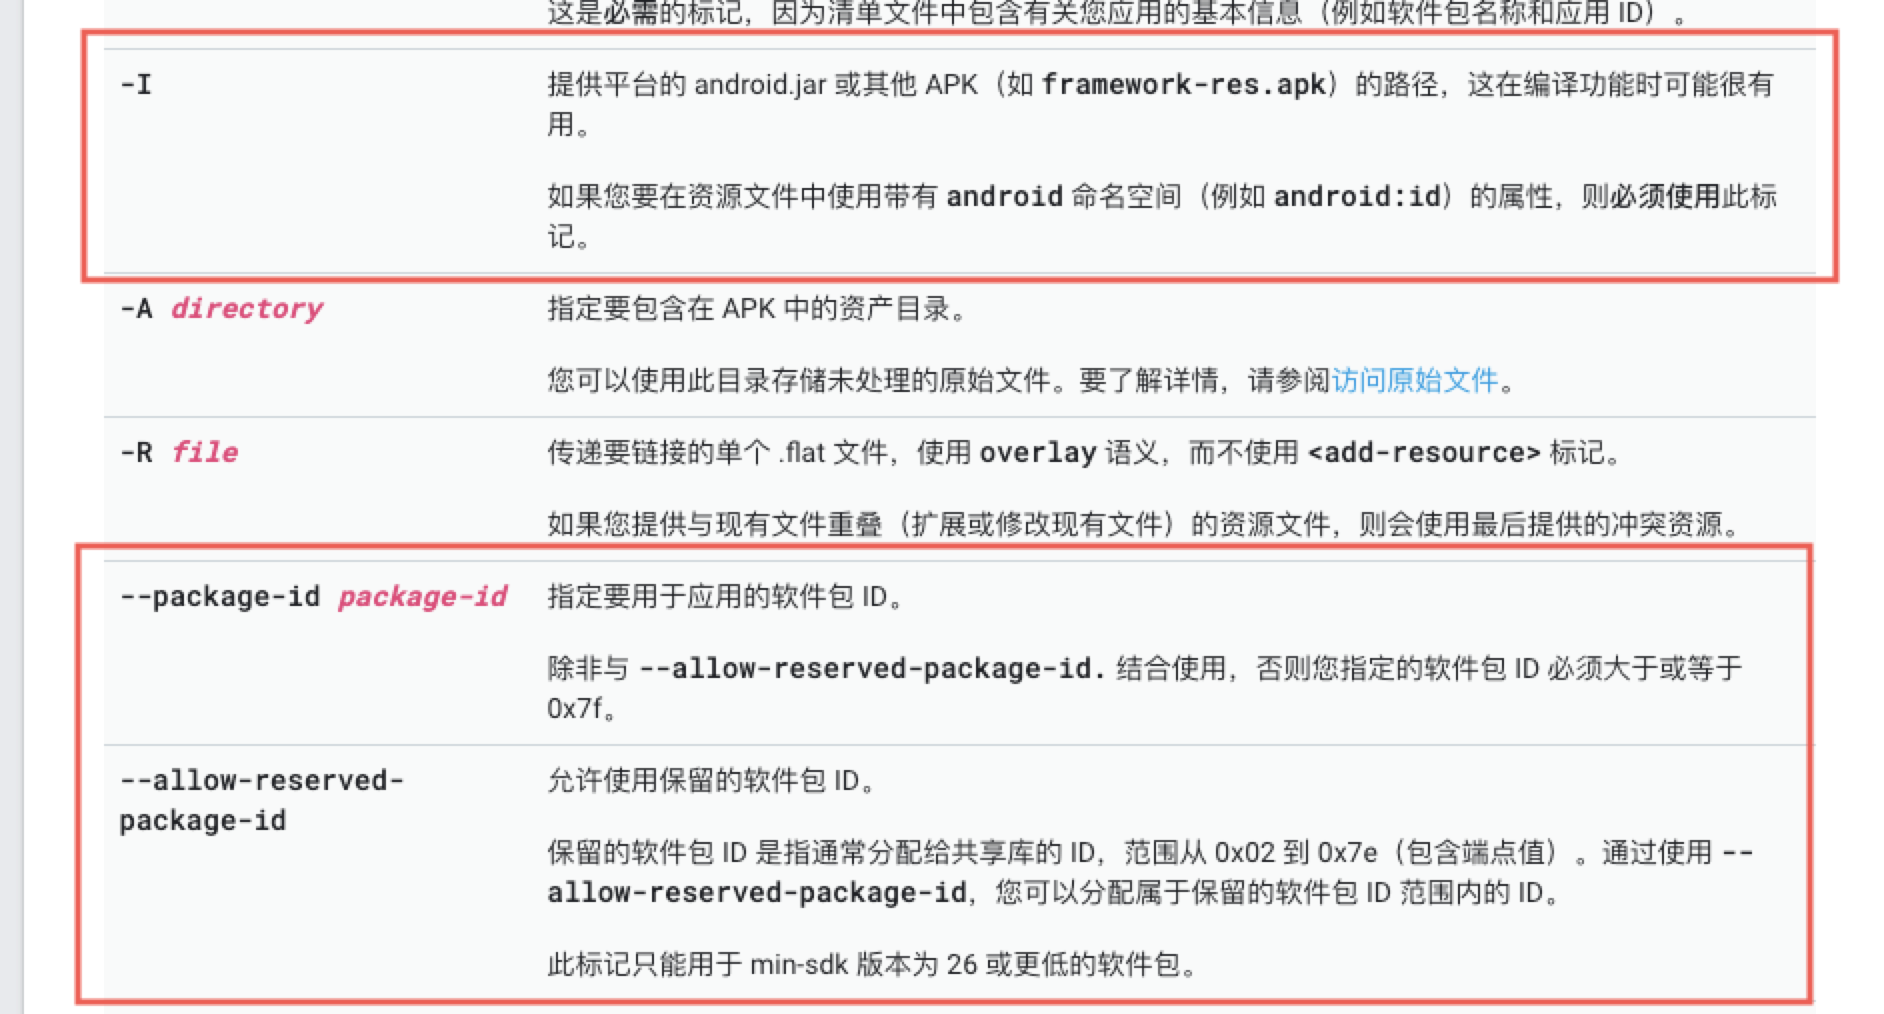 这是必需的标记，因为清单文件中包含有关您应用的基本信息（例如软件包名称和应用 ID）。
-I
提供平台的 android.jar 或其他 APK（如 framework-res.apk）的路径，这在编译功能时可能很有
用。
如果您要在资源文件中使用带有 android 命名空间（例如 android:id）的属性，则必须使用此标
记。
-A directory
指定要包含在 APK 中的资产目录。
您可以使用此目录存储未处理的原始文件。要了解详情，请参阅访问原始文件。
-R file
传递要链接的单个 .flat 文件，使用 overlay 语义，而不使用 <add-resource> 标记。
如果您提供与现有文件重叠（扩展或修改现有文件）的资源文件，则会使用最后提供的冲突资源。
--package-id package-id
指定要用于应用的软件包 ID。
除非与 --allow-reserved-package-id. 结合使用，否则您指定的软件包 ID 必须大于或等于
0x7f。
--allow-reserved-
package-id
允许使用保留的软件包 ID。
保留的软件包 ID 是指通常分配给共享库的 ID，范围从 0x02 到 0x7e（包含端点值）。通过使用 --
allow-reserved-package-id，您可以分配属于保留的软件包 ID 范围内的 ID。
此标记只能用于 min-sdk 版本为 26 或更低的软件包。